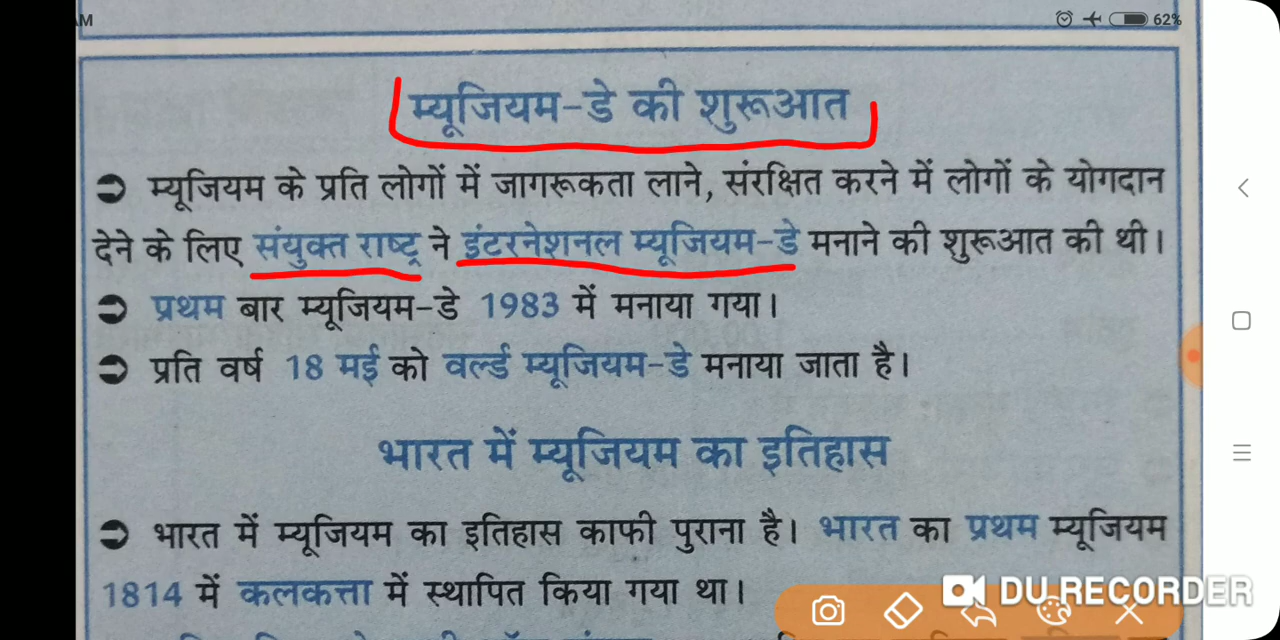 AM
62%
म्यूजियम-डे की शुरूआत
➲ म्यूजियम के प्रति लोगों में जागरूकता लाने, संरक्षित करने में लोगों के योगदान
देने के लिए संयुक्त राष्ट्र ने इंटरनेशनल म्यूजियम-डे मनाने की शुरूआत की थी।
➲ प्रथम बार म्यूजियम-डे 1983 में मनाया गया।
➲ प्रति वर्ष 18 मई को वर्ल्ड म्यूजियम-डे मनाया जाता है।
भारत में म्यूजियम का इतिहास
➲ भारत में म्यूजियम का इतिहास काफी पुराना है। भारत का प्रथम म्यूजियम
1814 में कलकत्ता में स्थापित किया गया था।
DU RECORDER